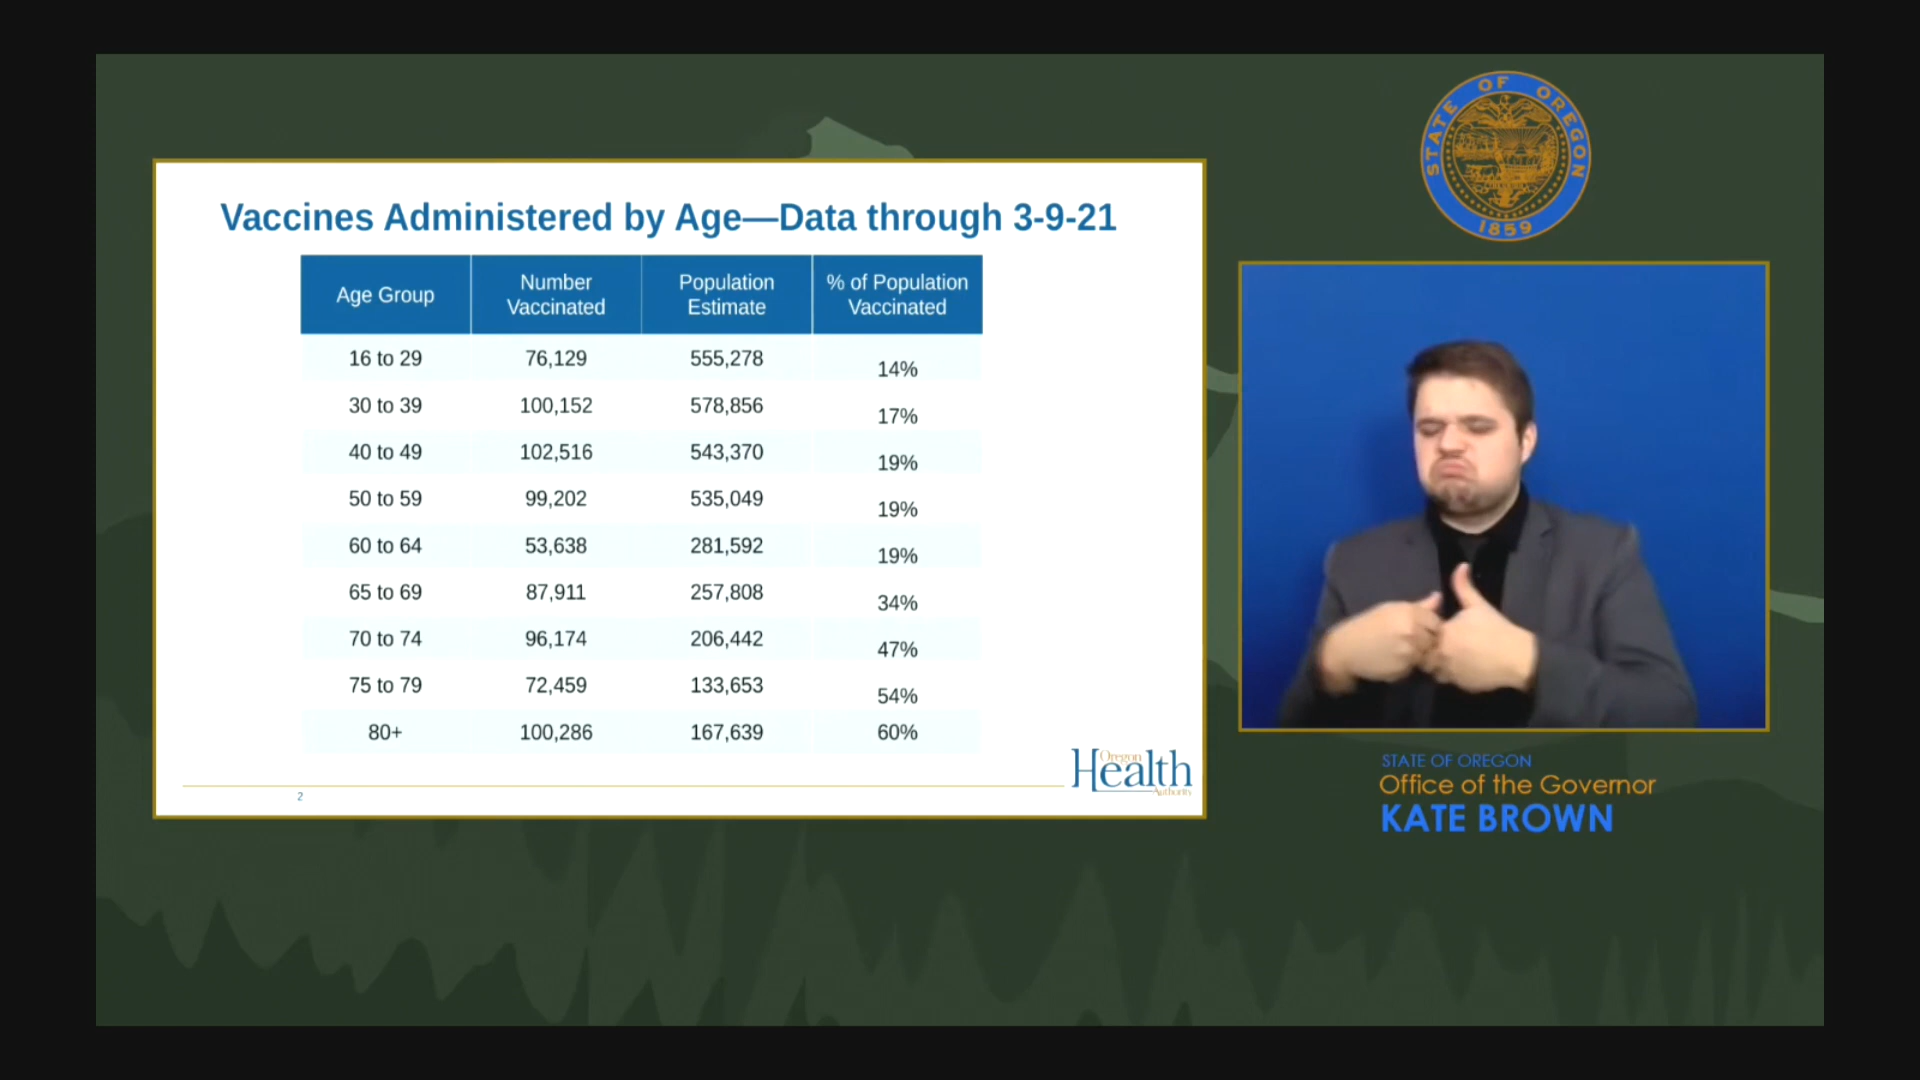 STATE OF OREGON
1859
Vaccines Administered by Age—Data through 3-9-21
Age Group Number Vaccinated Population Estimate % of Population Vaccinated
16 to 29 76,129 555,278 14%
30 to 39 100,152 578,856 17%
40 to 49 102,516 543,370 19%
50 to 59 99,202 535,049 19%
60 to 64 53,638 281,592 19%
65 to 69 87,911 257,808 34%
70 to 74 96,174 206,442 47%
75 to 79 72,459 133,653 54%
80+ 100,286 167,639 60%
2
Oregon
Health
Authority
STATE OF OREGON
Office of the Governor
KATE BROWN